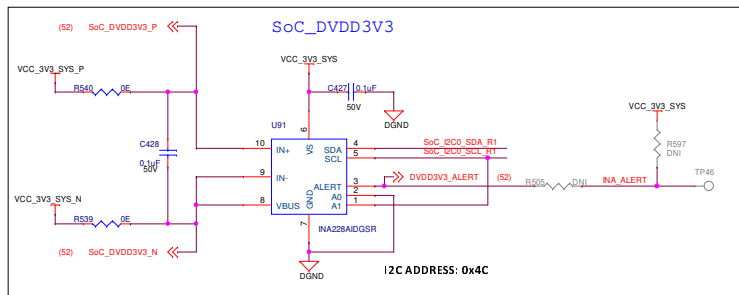 SoC_DVDD3V3
(52) SoC_DVDD3V3_P
VCC_3V3_SYS
VCC_3V3_SYS_P
R540 0E
C427 0.1uF
50V
DGND
VCC_3V3_SYS
U91
C428
0.1uF
50V
6
VS
10 IN+
SDA 4 SoC_I2C0_SDA_R1
SCL 5 SoC_I2C0_SCL_R1
R597
DNI
9 IN-
ALERT 3
DVDD3V3_ALERT (52)
R505 DNI
INA_ALERT
TP46
A0 2
VCC_3V3_SYS_N
8 VBUS
GND
A1 1
R539 0E
7
INA228AIDGSR
(52) SoC_DVDD3V3_N
DGND
I2C ADDRESS: 0x4C